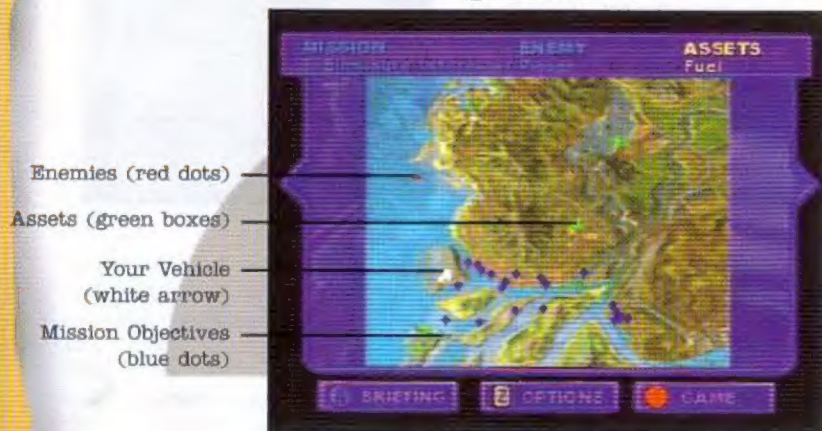 MISSION ENEMY ASSETS
Fuel
Enemies (red dots)
Assets (green boxes)
Your Vehicle
(white arrow)
Mission Objectives
(blue dots)
BRIEFING Z OPTIONS GAME